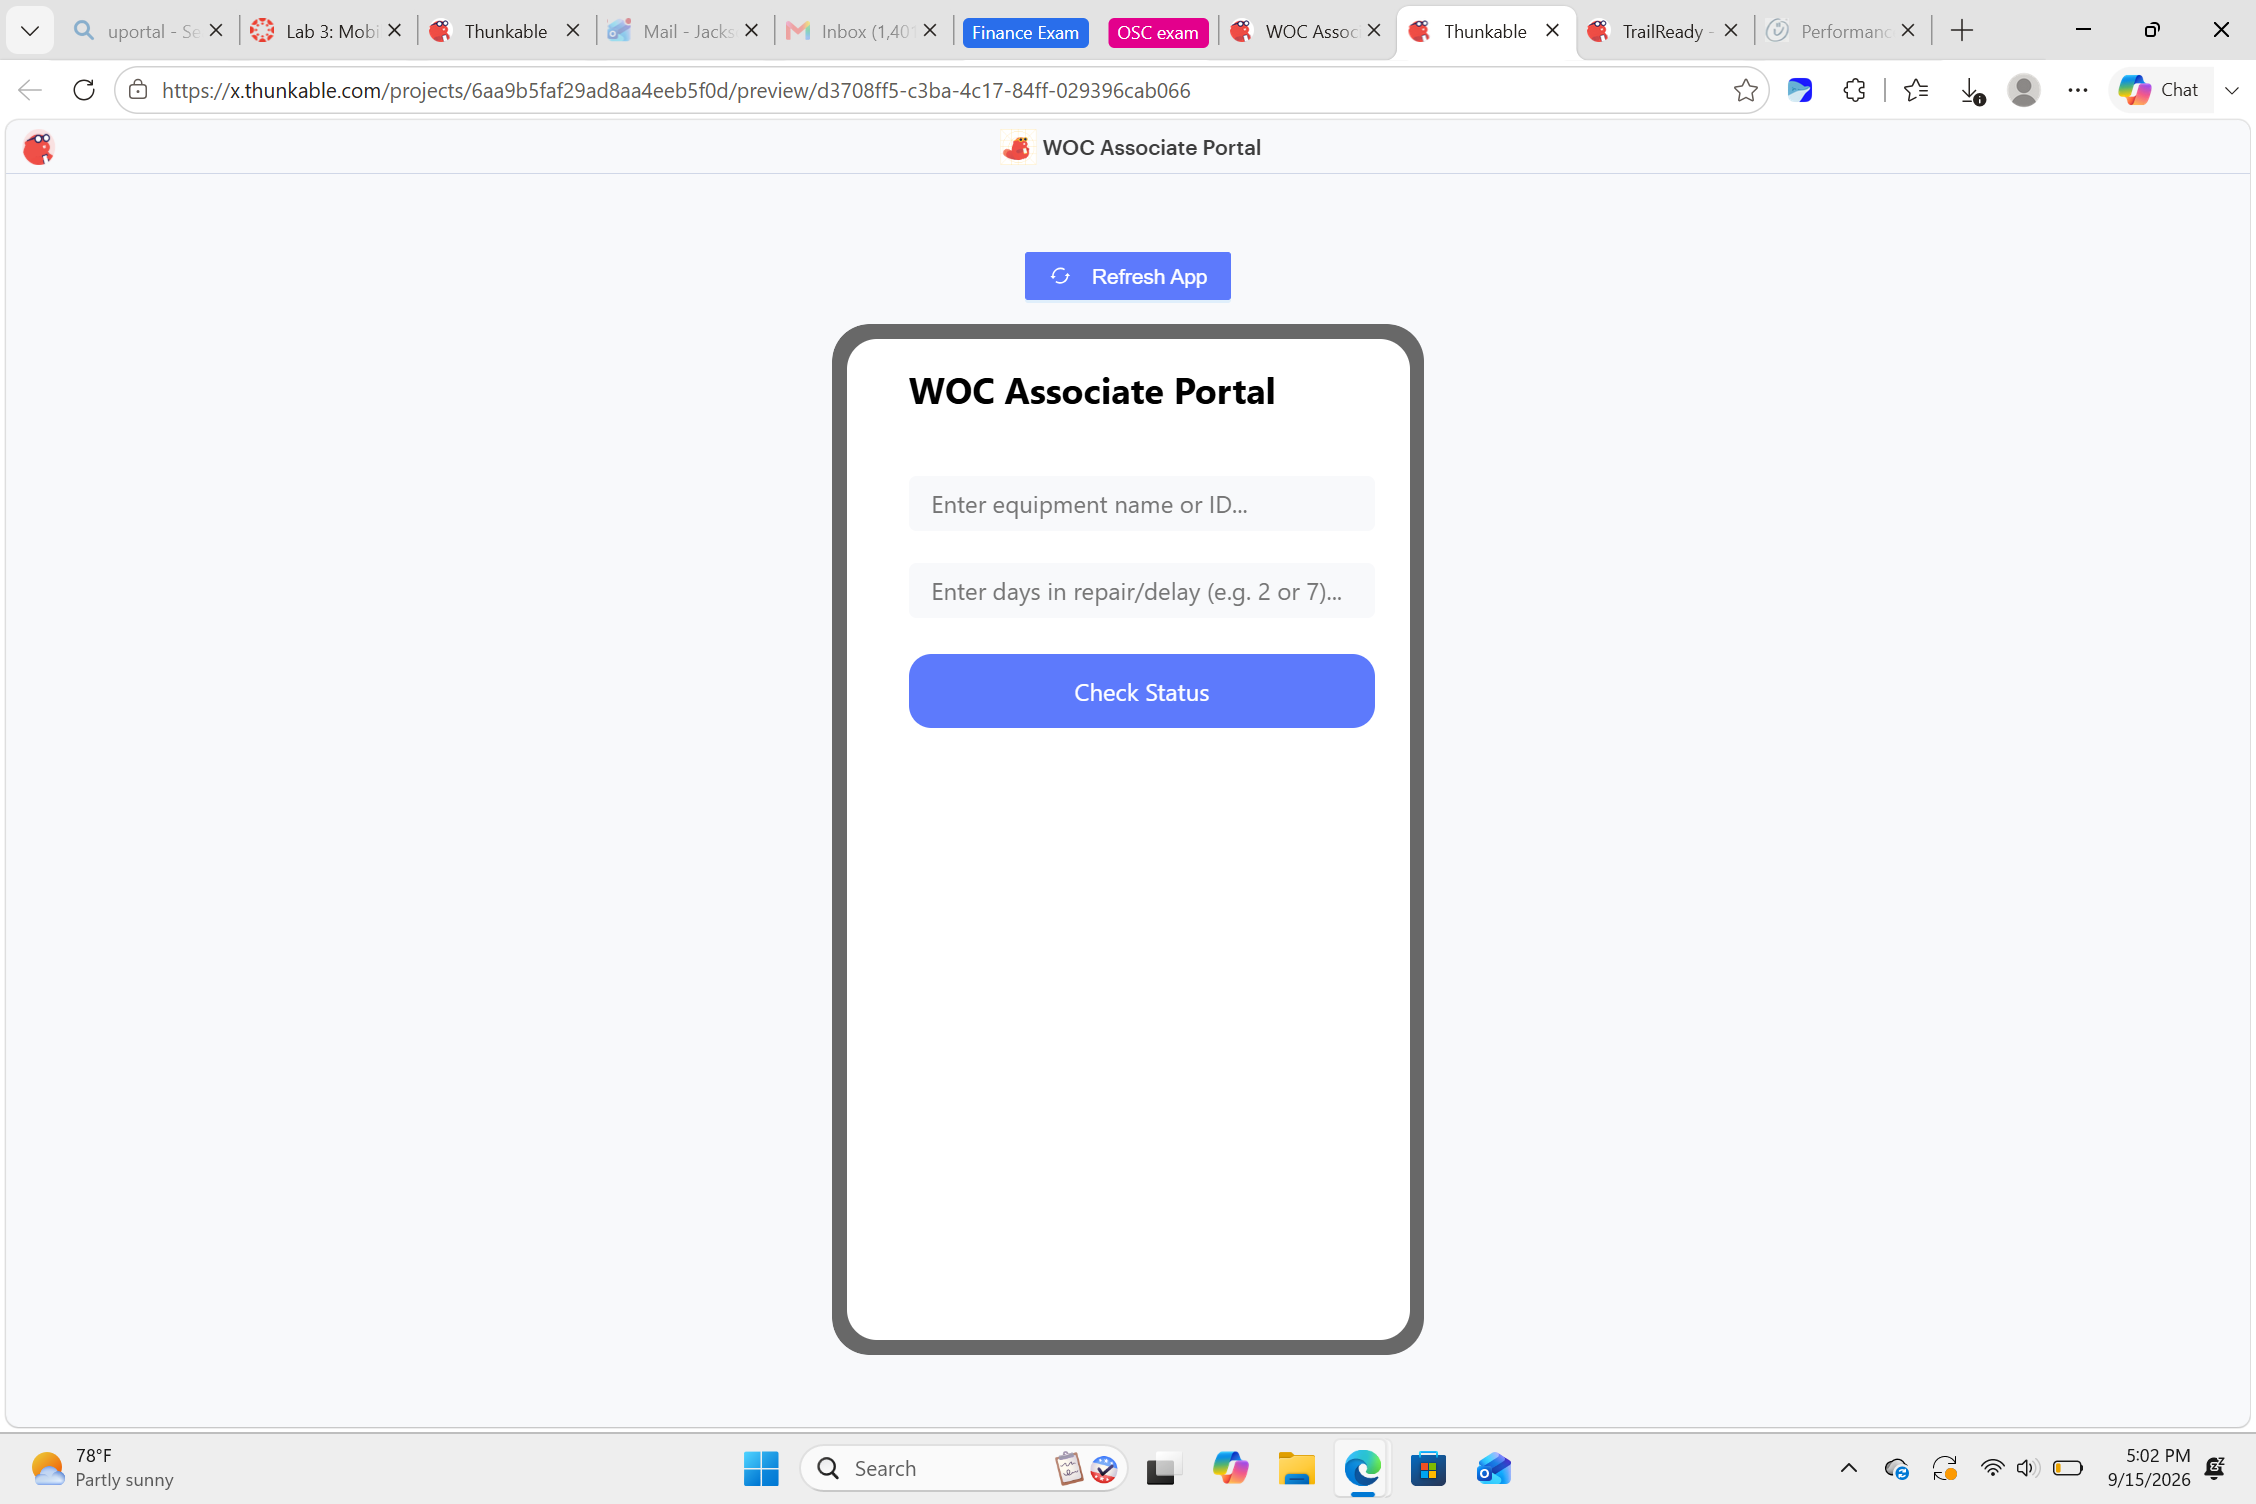 uportal - Se
Lab 3: Mobi
Thunkable
Mail - Jacks
Inbox (1,401
Finance Exam
OSC exam
WOC Assoc
Thunkable
TrailReady -
Performanc
https://x.thunkable.com/projects/6aa9b5faf29ad8aa4eeb5f0d/preview/d3708ff5-c3ba-4c17-84ff-029396cab066
Chat
WOC Associate Portal
Refresh App
WOC Associate Portal
Enter equipment name or ID...
Enter days in repair/delay (e.g. 2 or 7)...
Check Status
78°F
Partly sunny
Search
5:02 PM
9/15/2026